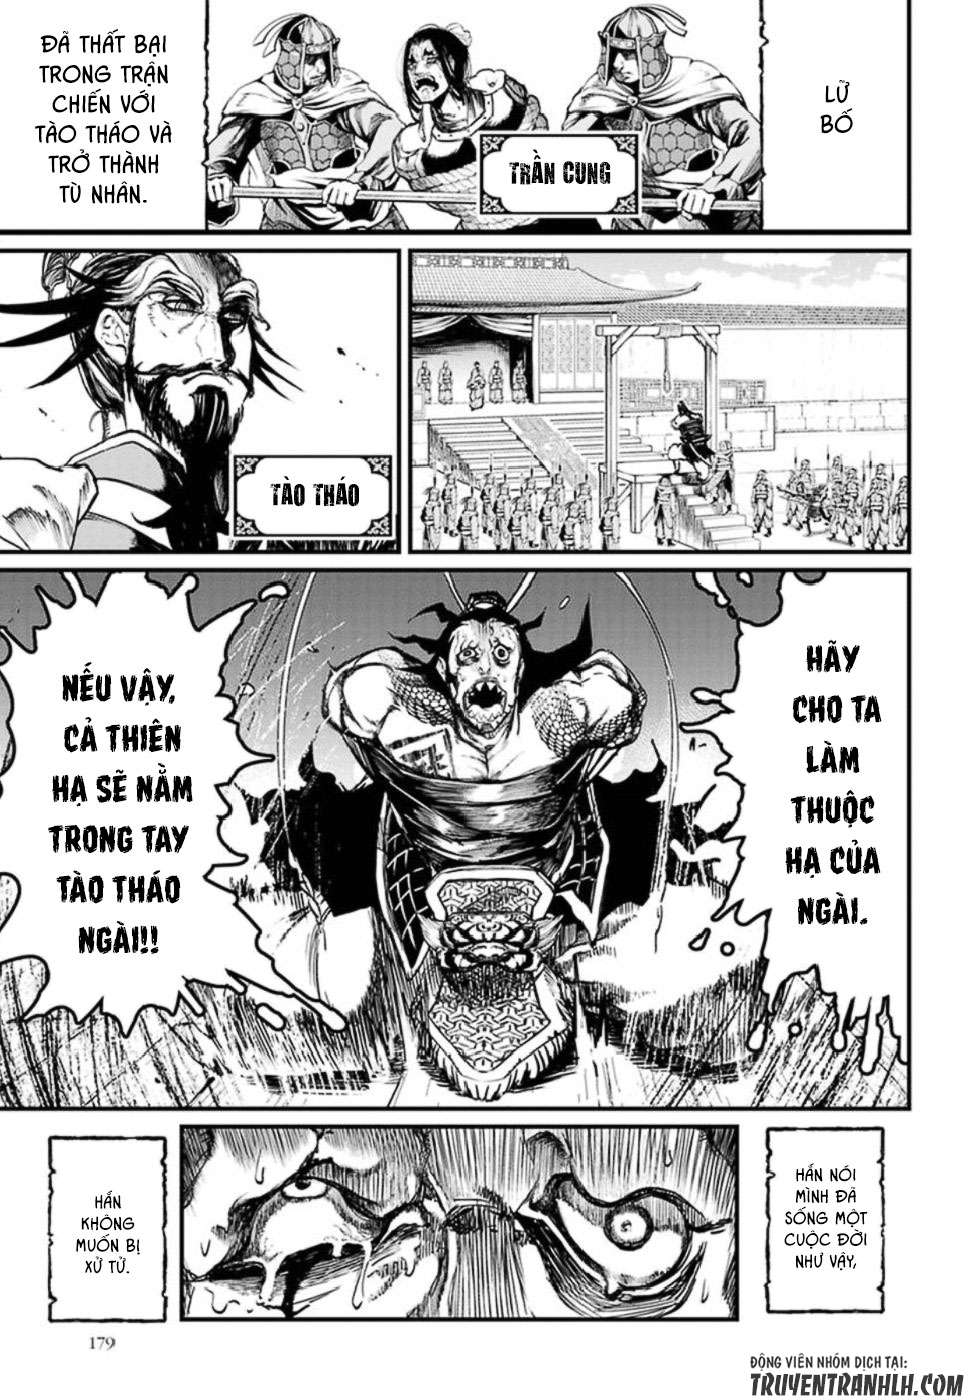 LỮ
BỐ
ĐÃ THẤT BẠI
TRONG TRẬN
CHIẾN VỚI
TÀO THÁO VÀ
TRỞ THÀNH
TÙ NHÂN.
TRẦN CUNG
TÀO THÁO
HÃY
CHO TA
LÀM
THUỘC
HẠ CỦA
NGÀI.
NẾU VẬY,
CẢ THIÊN
HẠ SẼ NẰM
TRONG TAY
TÀO THÁO
NGÀI!!
HẮN NÓI
MÌNH ĐÃ
SỐNG MỘT
CUỘC ĐỜI
NHƯ VẬY,
HẮN
KHÔNG
MUỐN BỊ
XỬ TỬ.
179
ĐỘNG VIÊN NHÓM DỊCH TẠI:
TRUYENTRANHLH.COM